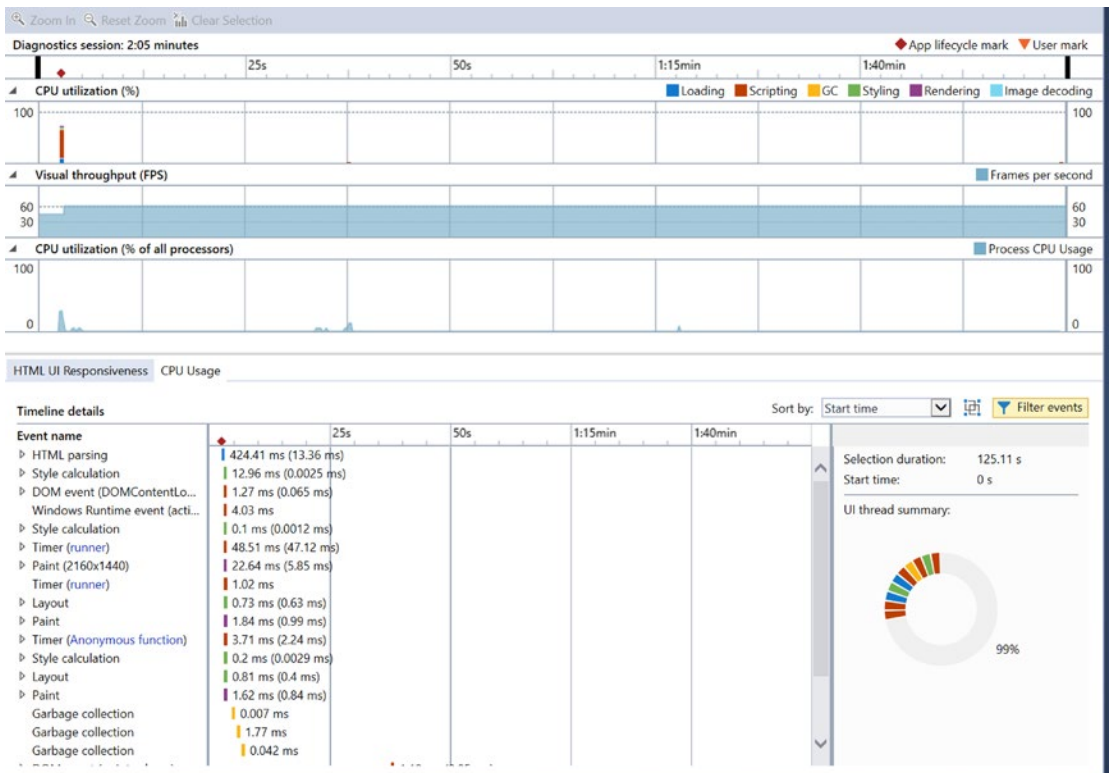 Zoom In Reset Zoom Clear Selection
Diagnostics session: 2:05 minutes App lifecycle mark User mark
25s 50s 1:15min 1:40min
CPU utilization (%) Loading Scripting GC Styling Rendering Image decoding
100 100
Visual throughput (FPS) Frames per second
60 60
30 30
CPU utilization (% of all processors) Process CPU Usage
100 100
0 0
HTML UI Responsiveness CPU Usage
Timeline details Sort by: Start time Filter events
Event name 25s 50s 1:15min 1:40min
HTML parsing 424.41 ms (13.36 ms) Selection duration: 125.11 s
Style calculation 12.96 ms (0.0025 ms) Start time: 0 s
DOM event (DOMContentLo... 1.27 ms (0.065 ms)
Windows Runtime event (acti... 4.03 ms UI thread summary:
Style calculation 0.1 ms (0.0012 ms)
Timer (runner) 48.51 ms (47.12 ms)
Paint (2160x1440) 22.64 ms (5.85 ms)
Timer (runner) 1.02 ms
Layout 0.73 ms (0.63 ms)
Paint 1.84 ms (0.99 ms)
Timer (Anonymous function) 3.71 ms (2.24 ms) 99%
Style calculation 0.2 ms (0.0029 ms)
Layout 0.81 ms (0.4 ms)
Paint 1.62 ms (0.84 ms)
Garbage collection 0.007 ms
Garbage collection 1.77 ms
Garbage collection 0.042 ms